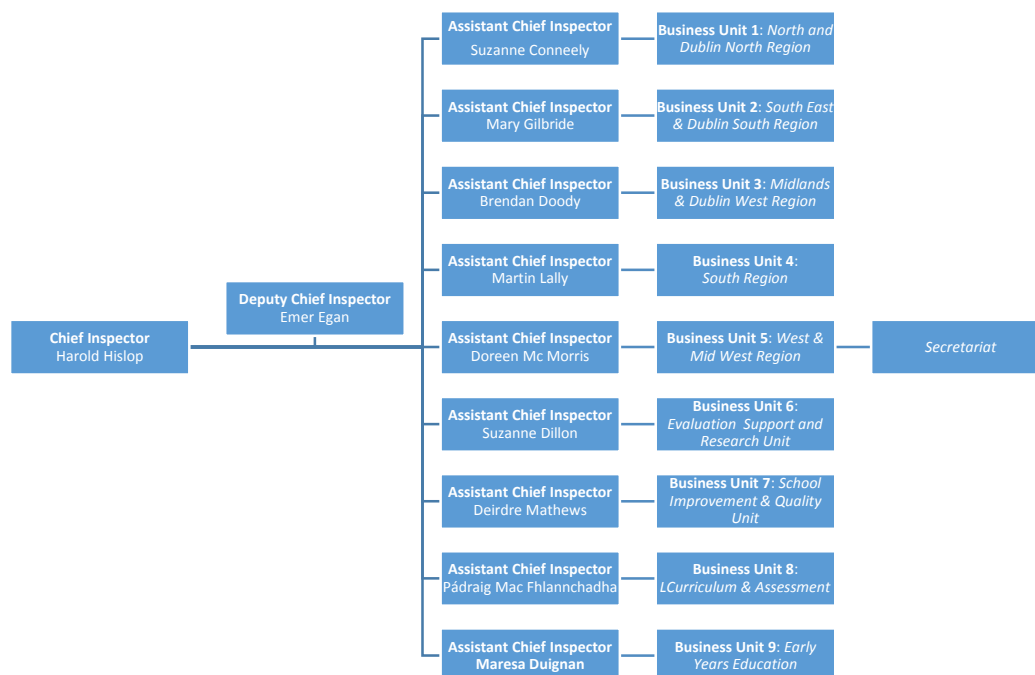 Chief Inspector
Harold Hislop
Deputy Chief Inspector
Emer Egan
Assistant Chief Inspector
Suzanne Conneely
Business Unit 1: North and
Dublin North Region
Assistant Chief Inspector
Mary Gilbride
Business Unit 2: South East
& Dublin South Region
Assistant Chief Inspector
Brendan Doody
Business Unit 3: Midlands
& Dublin West Region
Assistant Chief Inspector
Martin Lally
Business Unit 4:
South Region
Assistant Chief Inspector
Doreen Mc Morris
Business Unit 5: West &
Mid West Region
Secretariat
Assistant Chief Inspector
Suzanne Dillon
Business Unit 6:
Evaluation Support and
Research Unit
Assistant Chief Inspector
Deirdre Mathews
Business Unit 7: School
Improvement & Quality
Unit
Assistant Chief Inspector
Pádraig Mac Fhlannchadha
Business Unit 8:
LCurriculum & Assessment
Assistant Chief Inspector
Maresa Duignan
Business Unit 9: Early
Years Education